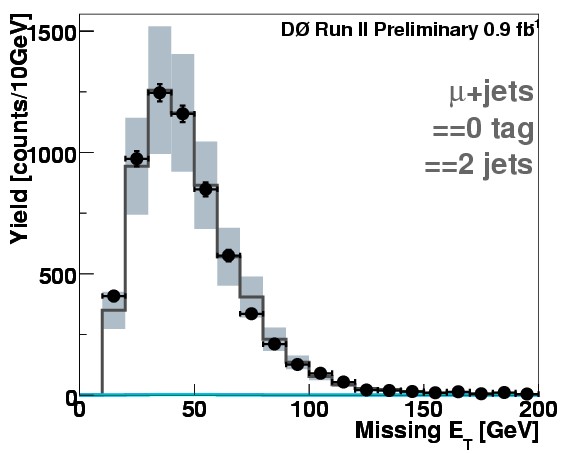 DØ Run II Preliminary 0.9 fb⁻¹
μ+jets
==0 tag
==2 jets
Yield [counts/10GeV]
1500
1000
500
0
0 50 100 150 200
Missing E_T [GeV]